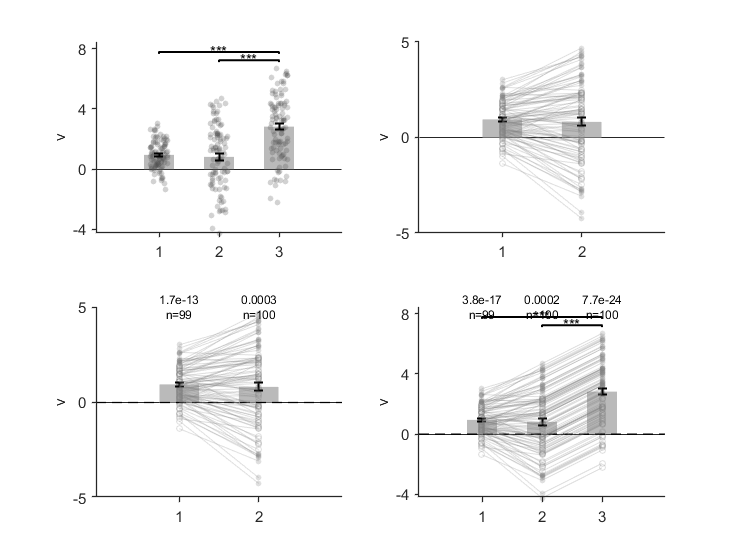 8
***
***
4
v
0
-4
1 2 3
5
v
0
-5
1 2
1.7e-13 0.0003
n=99 n=100
5
v
0
-5
1 2
3.8e-17 0.0002 7.7e-24
n=99 n=100 n=100
8
***
***
4
v
0
-4
1 2 3